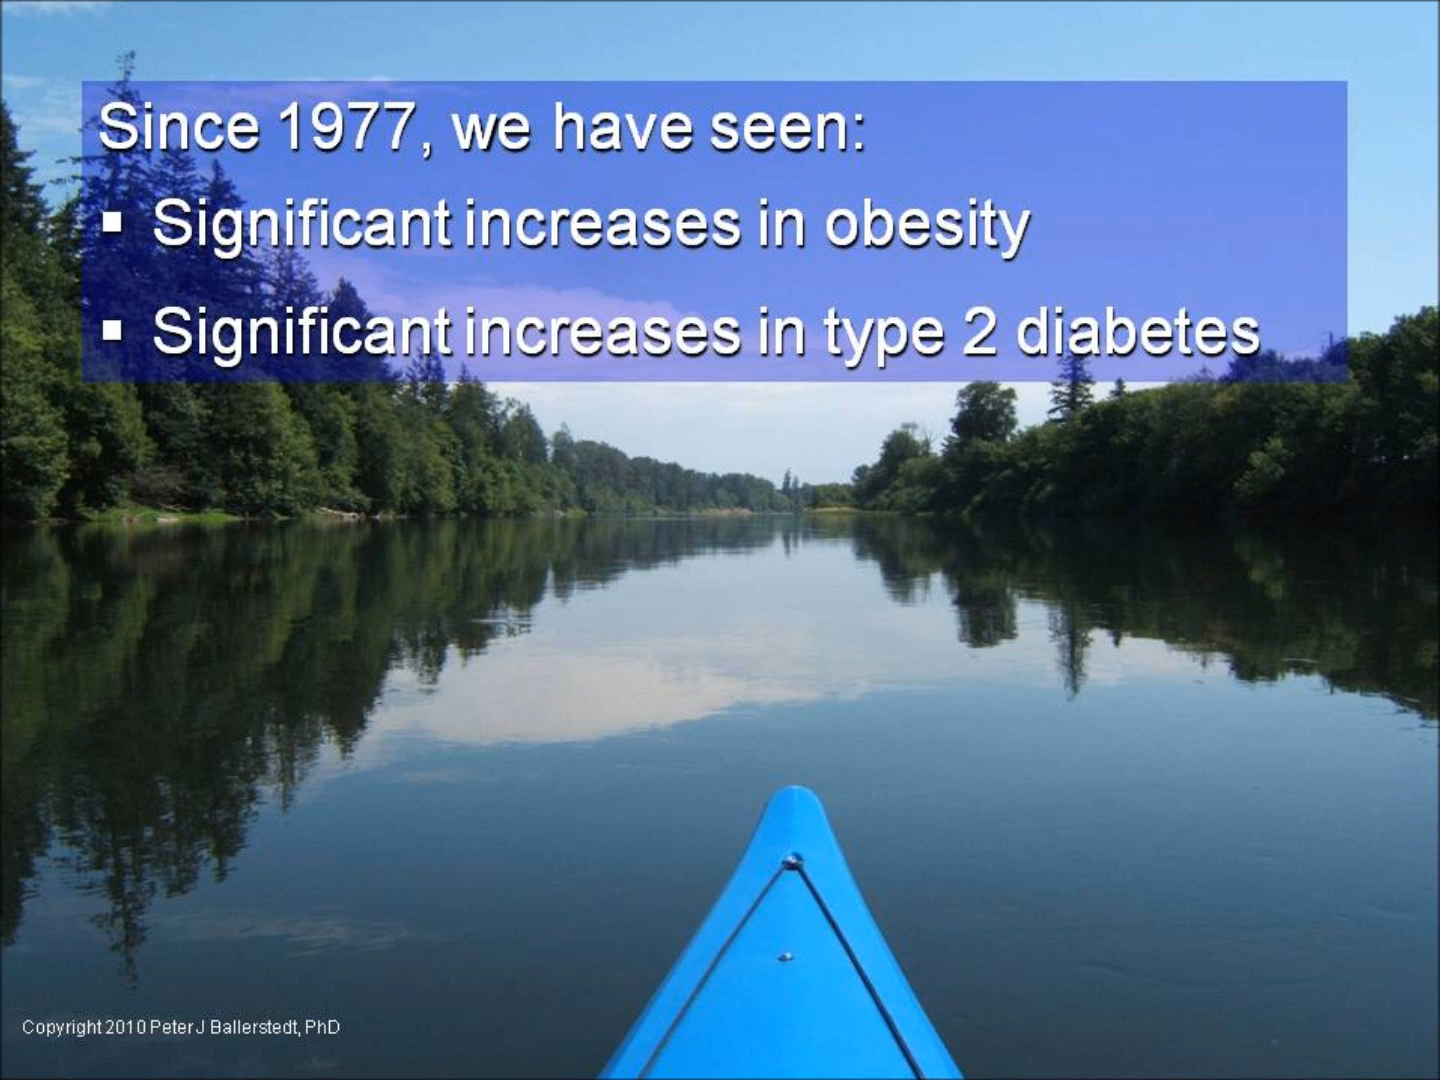 Since 1977, we have seen:
▪ Significant increases in obesity
▪ Significant increases in type 2 diabetes
Copyright 2010 Peter J Ballerstedt, PhD